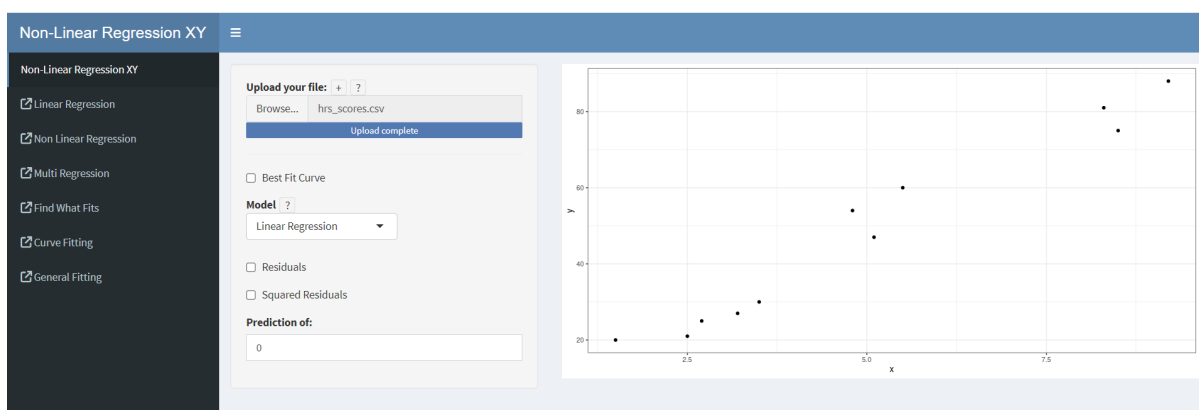 Non-Linear Regression XY
Non-Linear Regression XY
Linear Regression
Non Linear Regression
Multi Regression
Find What Fits
Curve Fitting
General Fitting
Upload your file: + ?
Browse... hrs_scores.csv
Upload complete
Best Fit Curve
Model ?
Linear Regression
Residuals
Squared Residuals
Prediction of:
0
80
60
40
20
y
2.5 5.0 7.5
x